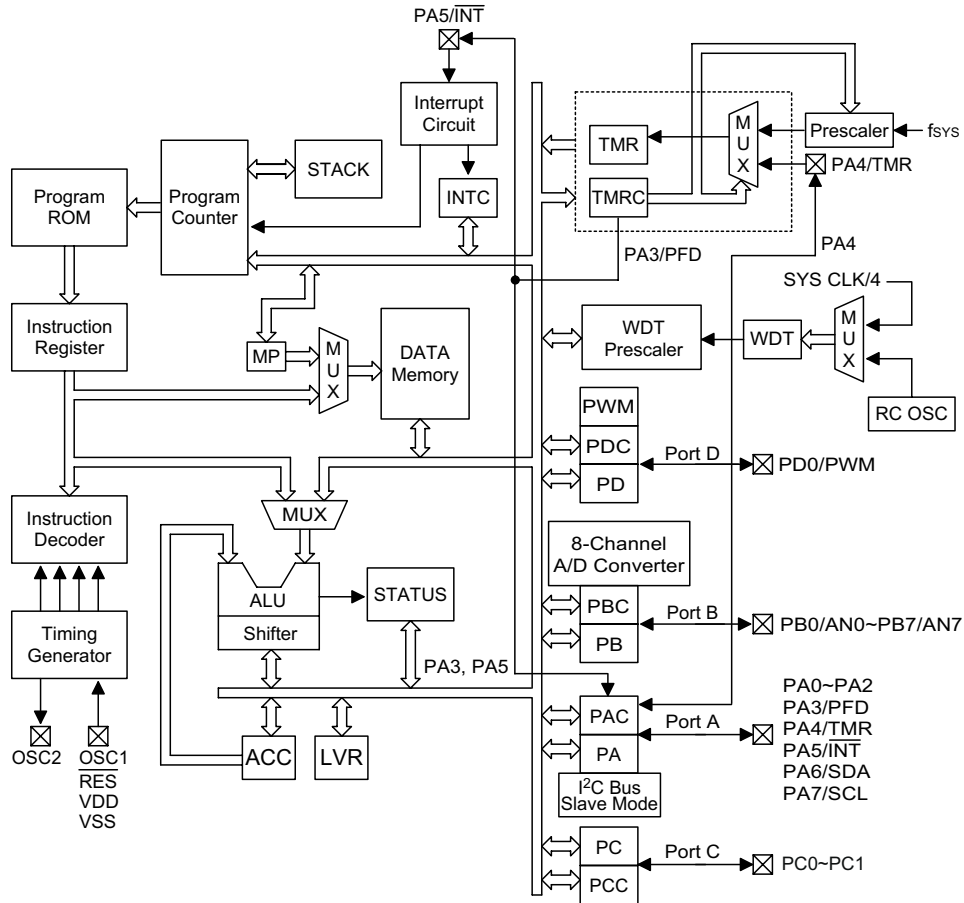 PA5/INT
Interrupt
Circuit
STACK
Program
ROM
Program
Counter
INTC
TMR
TMRC
M
U
X
Prescaler
fSYS
PA4/TMR
PA3/PFD
PA4
SYS CLK/4
Instruction
Register
MP
M
U
X
DATA
Memory
WDT
Prescaler
WDT
M
U
X
RC OSC
PWM
PDC
PD
Port D
PD0/PWM
Instruction
Decoder
MUX
ALU
Shifter
STATUS
8-Channel
A/D Converter
PBC
PB
Port B
PB0/AN0~PB7/AN7
Timing
Generator
PA3, PA5
OSC2
OSC1
RES
VDD
VSS
ACC
LVR
PAC
PA
Port A
I²C Bus
Slave Mode
PA0~PA2
PA3/PFD
PA4/TMR
PA5/INT
PA6/SDA
PA7/SCL
PC
PCC
Port C
PC0~PC1